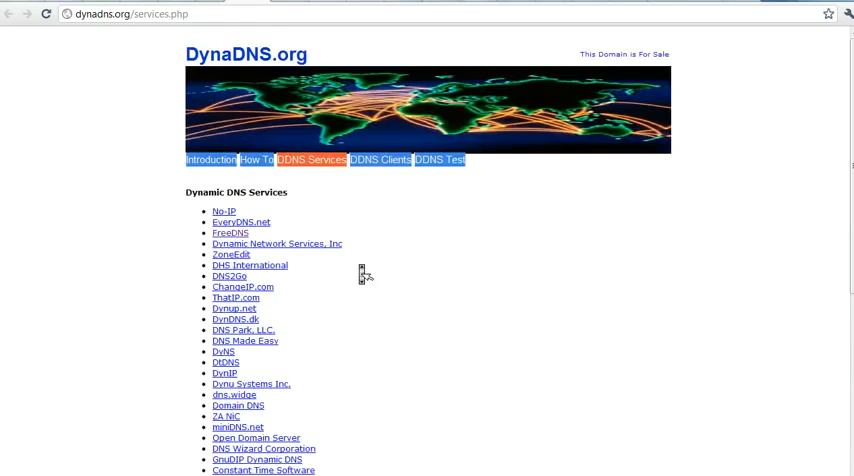 dynadns.org/services.php
DynaDNS.org
This Domain is For Sale
Introduction How To DDNS Services DDNS Clients DDNS Test
Dynamic DNS Services
No-IP
EveryDNS.net
FreeDNS
Dynamic Network Services, Inc
ZoneEdit
DHS International
DNS2Go
ChangeIP.com
ThatIP.com
Dynup.net
DynDNS.dk
DNS Park, LLC.
DNS Made Easy
DyNS
DtDNS
DynIP
Dynu Systems Inc.
dns.widge
Domain DNS
ZA NiC
miniDNS.net
Open Domain Server
DNS Wizard Corporation
GnuDIP Dynamic DNS
Constant Time Software